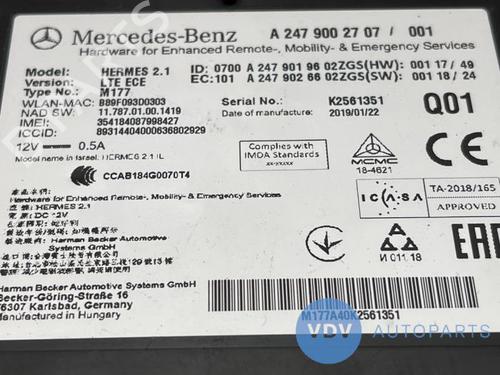 Mercedes-Benz A 247 900 27 07 / 001
Hardware for Enhanced Remote-, Mobility- & Emergency Services
Model: HERMES 2.1 ID: 0700 A 247 901 96 02ZGS(HW): 001 17/49
Version: LTE ECE EC: 101 A 247 902 66 02ZGS(SW): 001 18/24
Type No.: M177
WLAN-MAC: B89F093D0303 Serial No.: K2561351
NAD SW: 11.787.01.00.1419 Date of manufacture: 2019/01/22 Q01
IMEI: 354184087998427
ICCID: 89314404000636802929
12V 0.5A
Model name in Israel: HERMES 2.1 IL
Complies with
IMDA Standards
MCMC
18-4621
CCAB184G0070T4
Hardware for Enhanced Remote-, Mobility- & Emergency Services
: HERMES 2.1
: DC 12V
Harman Becker Automotive
Systems GmbH
ICASA TA-2018/165
APPROVED
И 011 18
EAC
Harman Becker Automotive Systems GmbH
Becker-Göring-Straße 16
76307 Karlsbad, Germany
Manufactured in Hungary
M177A40K2561351
VDV AUTOPARTS